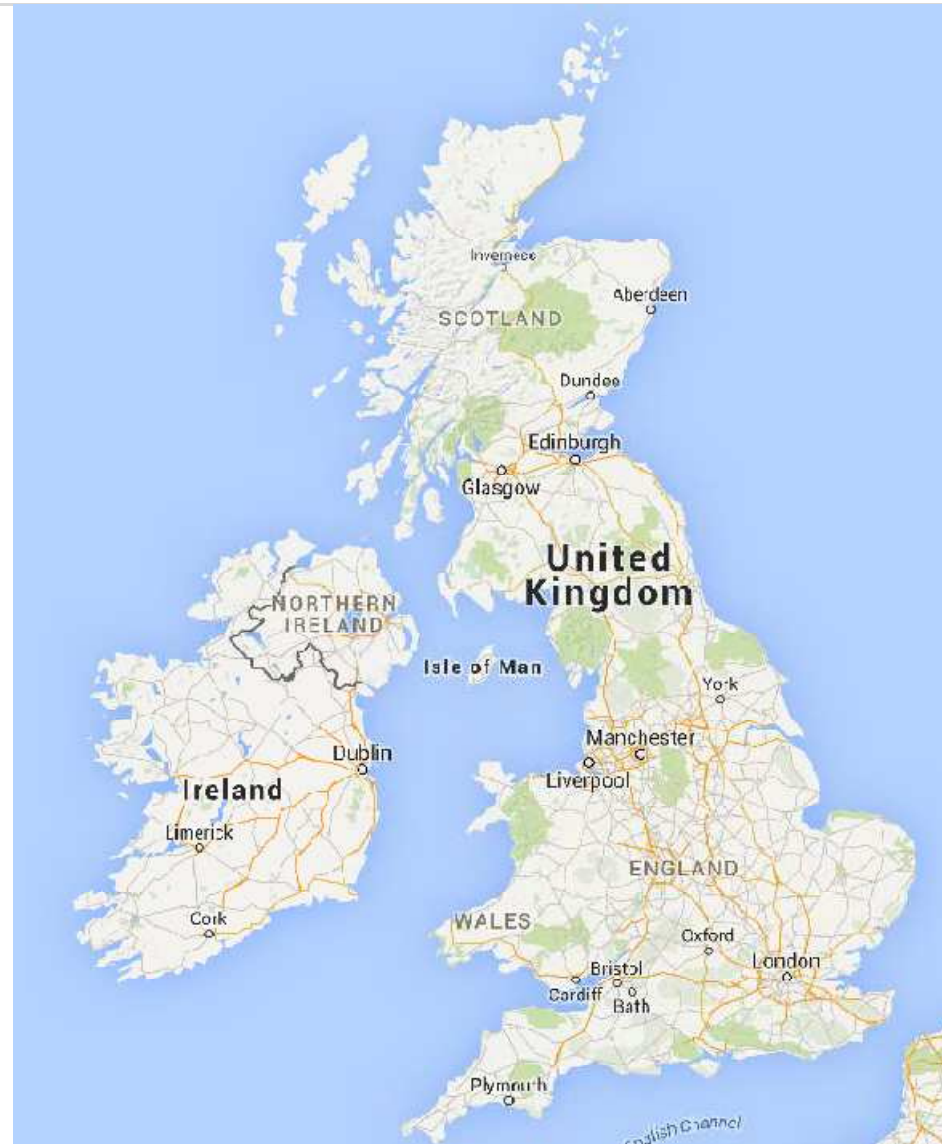 Inverness
Aberdeen
SCOTLAND
Dundee
Edinburgh
Glasgow
United
Kingdom
NORTHERN
IRELAND
Isle of Man
York
Manchester
Dublin
Liverpool
Ireland
Limerick
ENGLAND
Cork
WALES
Oxford
London
Bristol
Cardiff
Bath
Plymouth
English Channel